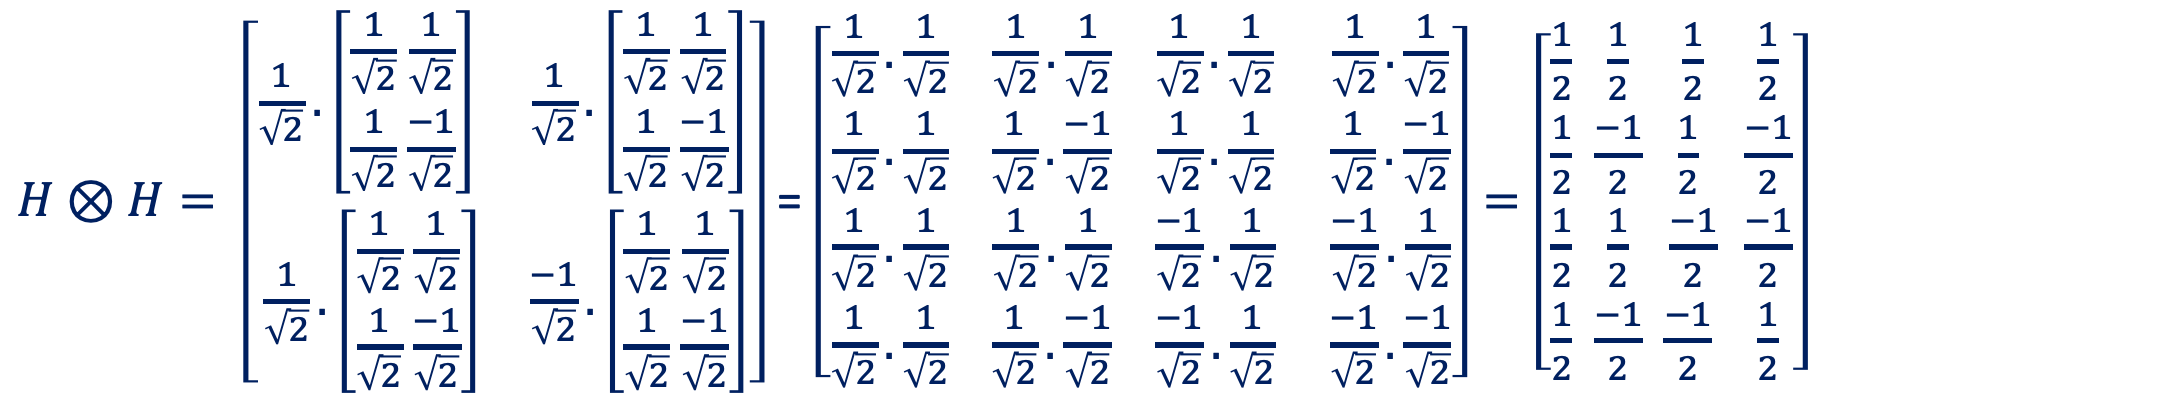 H ⊗ H = [ 1/√2 . [ 1/√2 1/√2 ; 1/√2 −1/√2 ] 1/√2 . [ 1/√2 1/√2 ; 1/√2 −1/√2 ] ; 1/√2 . [ 1/√2 1/√2 ; 1/√2 −1/√2 ] −1/√2 . [ 1/√2 1/√2 ; 1/√2 −1/√2 ] ] = [ 1/√2 . 1/√2 1/√2 . 1/√2 1/√2 . 1/√2 1/√2 . 1/√2 ; 1/√2 . 1/√2 1/√2 . −1/√2 1/√2 . 1/√2 1/√2 . −1/√2 ; 1/√2 . 1/√2 1/√2 . 1/√2 −1/√2 . 1/√2 −1/√2 . 1/√2 ; 1/√2 . 1/√2 1/√2 . −1/√2 −1/√2 . 1/√2 −1/√2 . −1/√2 ] = [ 1/2 1/2 1/2 1/2 ; 1/2 −1/2 1/2 −1/2 ; 1/2 1/2 −1/2 −1/2 ; 1/2 −1/2 −1/2 1/2 ]